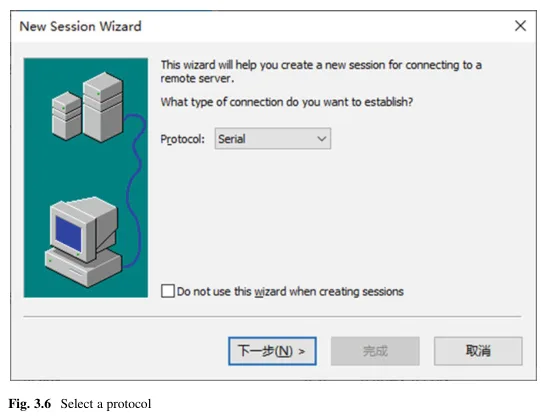 New Session Wizard
This wizard will help you create a new session for connecting to a
remote server.
What type of connection do you want to establish?
Protocol: Serial
Do not use this wizard when creating sessions
下一步(N) > 完成 取消
Fig. 3.6 Select a protocol